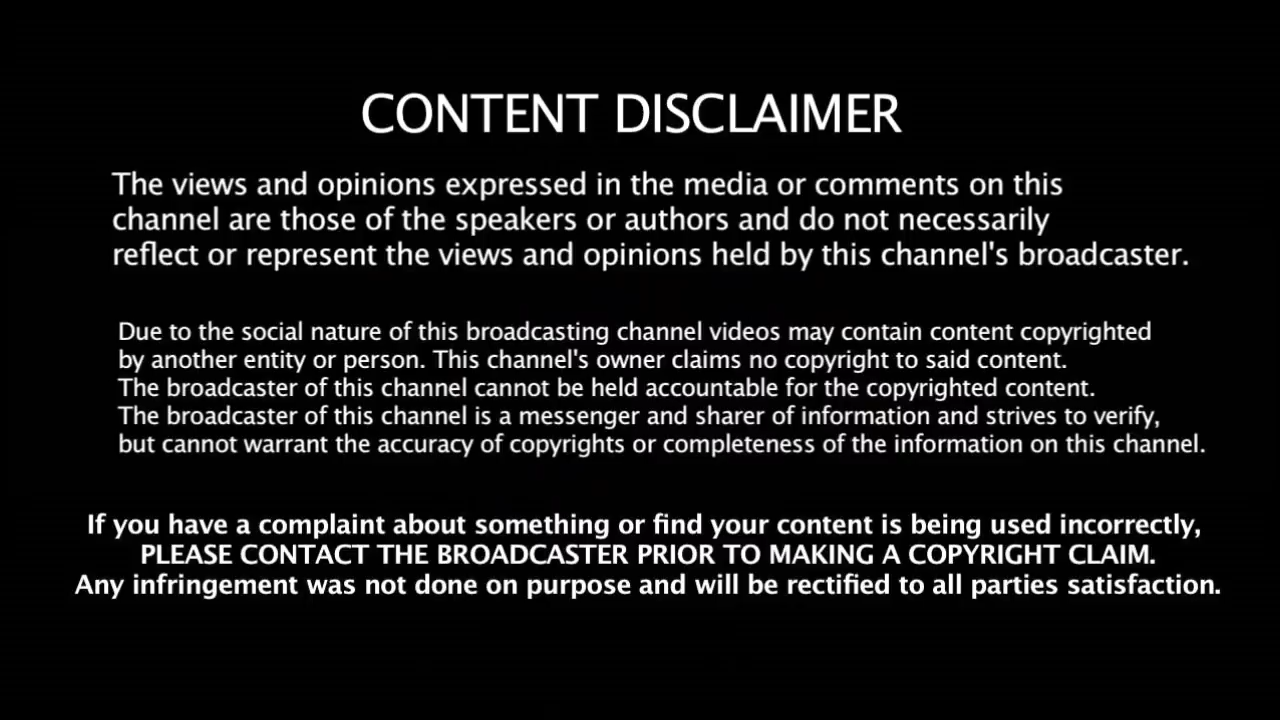 CONTENT DISCLAIMER
The views and opinions expressed in the media or comments on this
channel are those of the speakers or authors and do not necessarily
reflect or represent the views and opinions held by this channel's broadcaster.
Due to the social nature of this broadcasting channel videos may contain content copyrighted
by another entity or person. This channel's owner claims no copyright to said content.
The broadcaster of this channel cannot be held accountable for the copyrighted content.
The broadcaster of this channel is a messenger and sharer of information and strives to verify,
but cannot warrant the accuracy of copyrights or completeness of the information on this channel.
If you have a complaint about something or find your content is being used incorrectly,
PLEASE CONTACT THE BROADCASTER PRIOR TO MAKING A COPYRIGHT CLAIM.
Any infringement was not done on purpose and will be rectified to all parties satisfaction.